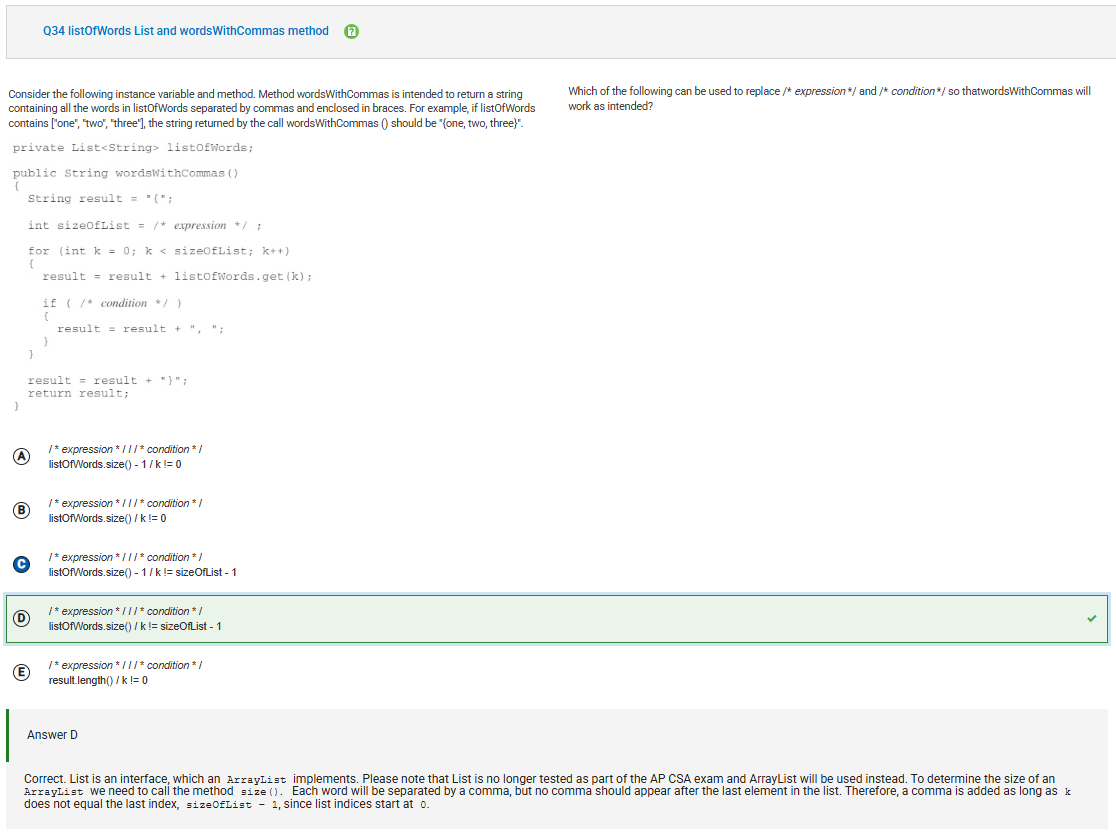 Q34 listOfWords List and wordsWithCommas method
Consider the following instance variable and method. Method wordsWithCommas is intended to return a string
containing all the words in listOfWords separated by commas and enclosed in braces. For example, if listOfWords
contains ["one", "two", "three"], the string returned by the call wordsWithCommas () should be "{one, two, three}".
private List<String> listOfWords;
public String wordsWithCommas()
{
String result = "{";
int sizeOfList = /* expression */ ;
for (int k = 0; k < sizeOfList; k++)
{
result = result + listOfWords.get(k);
if ( /* condition */ )
{
result = result + ", ";
}
}
result = result + "}";
return result;
}
Which of the following can be used to replace /* expression */ and /* condition */ so thatwordsWithCommas will
work as intended?
A
/ * expression * / / / * condition * /
listOfWords.size() - 1 / k != 0
B
/ * expression * / / / * condition * /
listOfWords.size() / k != 0
C
/ * expression * / / / * condition * /
listOfWords.size() - 1 / k != sizeOfList - 1
D
/ * expression * / / / * condition * /
listOfWords.size() / k != sizeOfList - 1
E
/ * expression * / / / * condition * /
result.length() / k != 0
Answer D
Correct. List is an interface, which an ArrayList implements. Please note that List is no longer tested as part of the AP CSA exam and ArrayList will be used instead. To determine the size of an
ArrayList we need to call the method size(). Each word will be separated by a comma, but no comma should appear after the last element in the list. Therefore, a comma is added as long as k
does not equal the last index, sizeOfList - 1, since list indices start at 0.